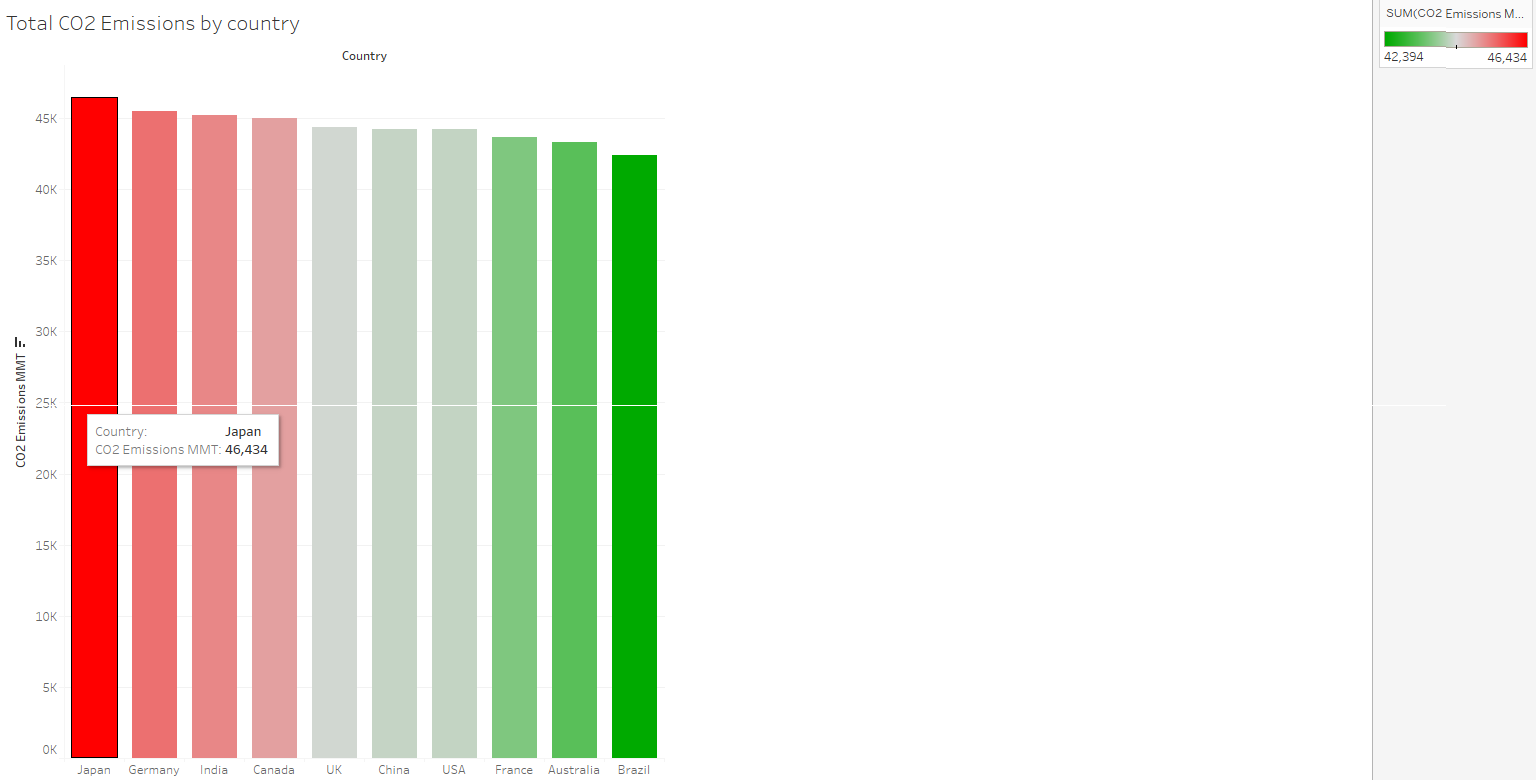 Total CO2 Emissions by country
SUM(CO2 Emissions M...
42,394 46,434
Country
CO2 Emissions MMT
45K
40K
35K
30K
25K
20K
15K
10K
5K
0K
Country: Japan
CO2 Emissions MMT: 46,434
Japan Germany India Canada UK China USA France Australia Brazil